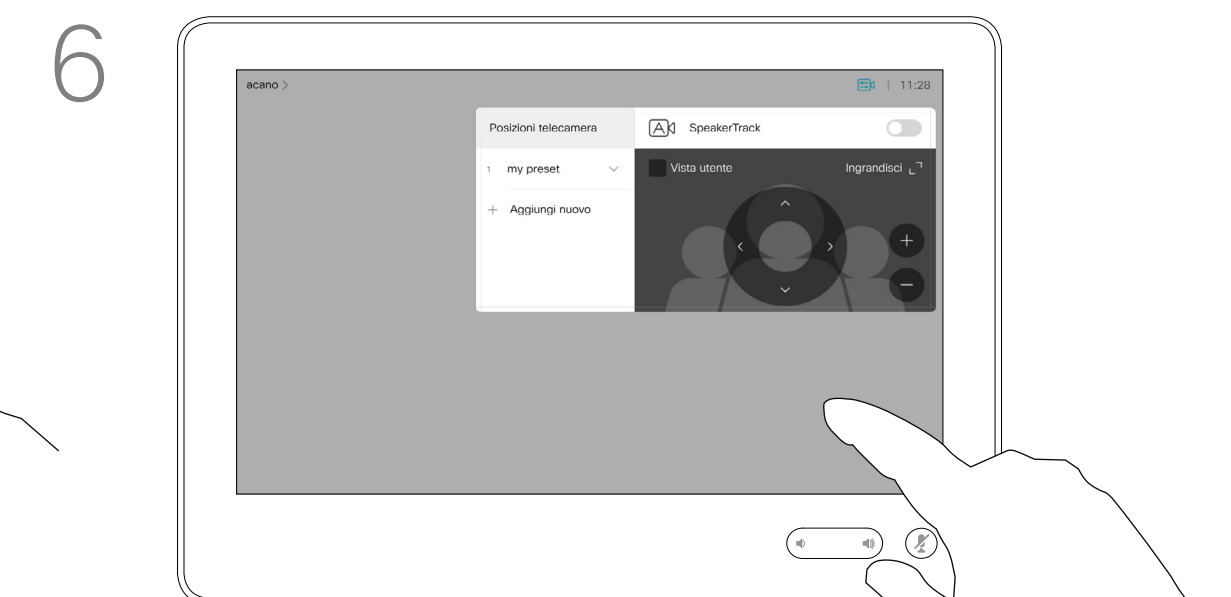 6
acano >
11:28
Posizioni telecamera
SpeakerTrack
1 my preset
Vista utente
Ingrandisci
+ Aggiungi nuovo